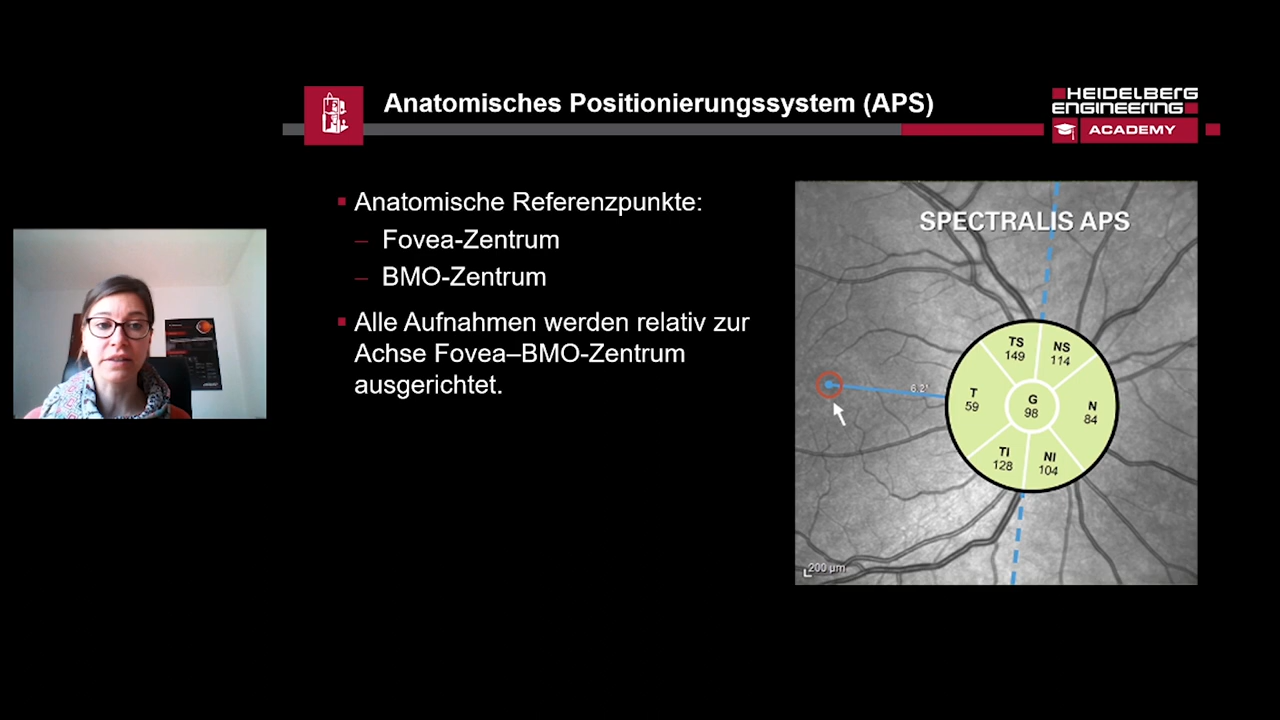 Anatomisches Positionierungssystem (APS)
HEIDELBERG
ENGINEERING
ACADEMY
Anatomische Referenzpunkte:
– Fovea-Zentrum
– BMO-Zentrum
Alle Aufnahmen werden relativ zur
Achse Fovea–BMO-Zentrum
ausgerichtet.
SPECTRALIS APS
TS
149
NS
114
T
59
G
98
N
84
TI
128
NI
104
6.2°
200 µm